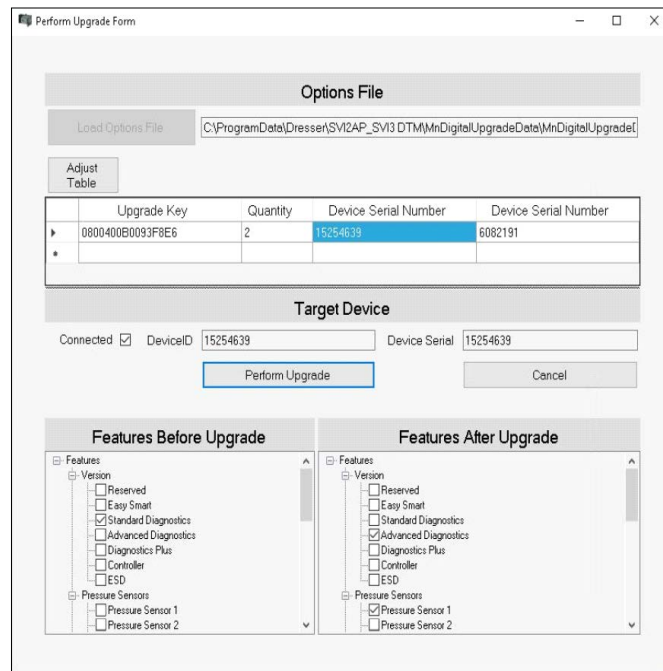 Perform Upgrade Form
Options File
Load Options File C:\ProgramData\Dresser\SVI2AP_SVI3 DTM\MnDigitalUpgradeData\MnDigitalUpgrade
Adjust
Table
Upgrade Key Quantity Device Serial Number Device Serial Number
0800400B0093F8E6 2 15254639 6082191
Target Device
Connected DeviceID 15254639 Device Serial 15254639
Perform Upgrade Cancel
Features Before Upgrade Features After Upgrade
Features Features
Version Version
Reserved Reserved
Easy Smart Easy Smart
Standard Diagnostics Standard Diagnostics
Advanced Diagnostics Advanced Diagnostics
Diagnostics Plus Diagnostics Plus
Controller Controller
ESD ESD
Pressure Sensors Pressure Sensors
Pressure Sensor 1 Pressure Sensor 1
Pressure Sensor 2 Pressure Sensor 2